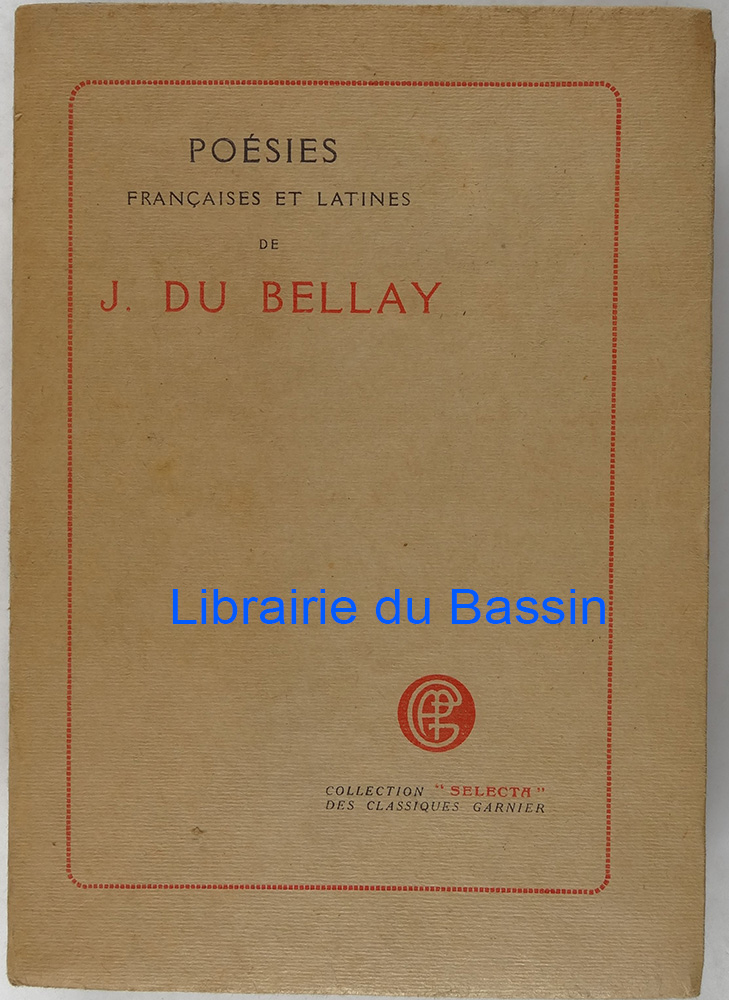 POÉSIES
FRANÇAISES ET LATINES
DE
J. DU BELLAY
Librairie du Bassin
COLLECTION "SELECTA"
DES CLASSIQUES GARNIER